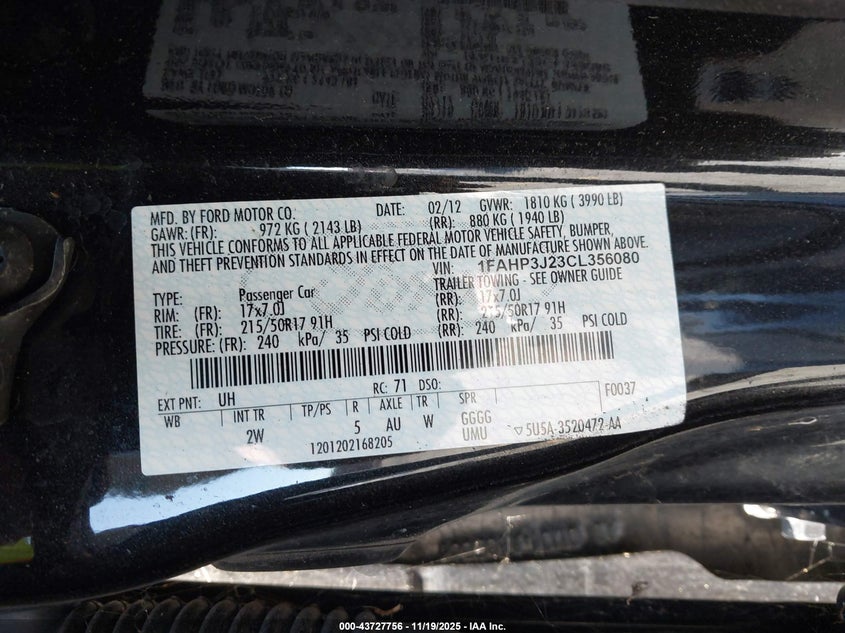 MFD. BY FORD MOTOR CO. DATE: 02/12 GVWR: 1810 KG ( 3990 LB)
GAWR: (FR): 972 KG ( 2143 LB) (RR): 880 KG ( 1940 LB)
THIS VEHICLE CONFORMS TO ALL APPLICABLE FEDERAL MOTOR VEHICLE SAFETY, BUMPER,
AND THEFT PREVENTION STANDARDS IN EFFECT ON THE DATE OF MANUFACTURE SHOWN ABOVE.
VIN: 1FAHP3J23CL356080
TYPE: Passenger Car TRAILER TOWING - SEE OWNER GUIDE
RIM: (FR): 17x7.0J (RR): 17x7.0J
TIRE: (FR): 215/50R17 91H (RR): 215/50R17 91H
PRESSURE: (FR): 240 kPa/ 35 PSI COLD (RR): 240 kPa/ 35 PSI COLD
EXT PNT: UH RC: 71 DSO: F0037
WB INT TR TP/PS R AXLE TR SPR
2W 5 AU W GGGG
UMU ▽ 5U5A-3520472-AA
1201202168205
000-43727756 - 11/19/2025 - IAA Inc.